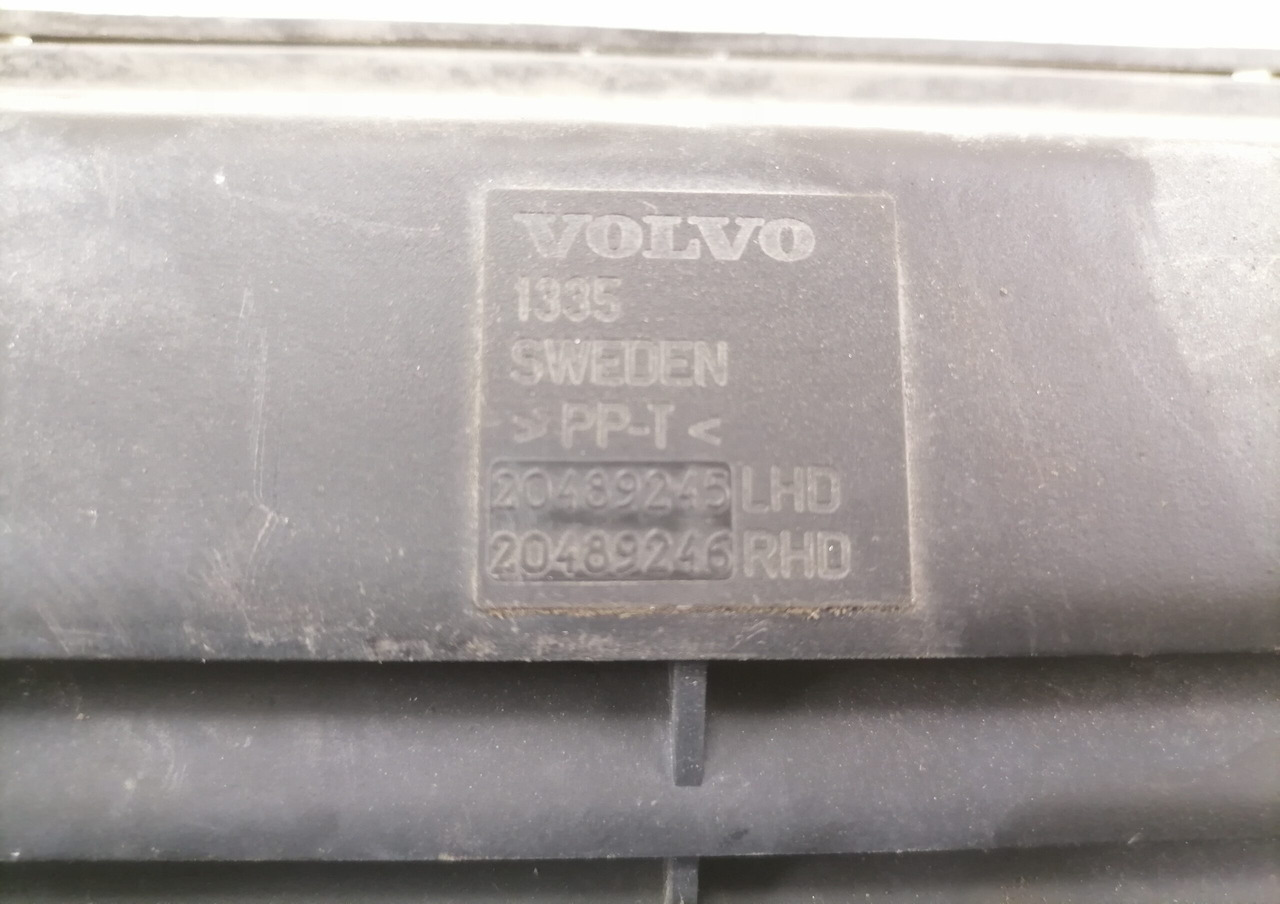 VOLVO
1335
SWEDEN
>PP-T<
20489245 LHD
20489246 RHD